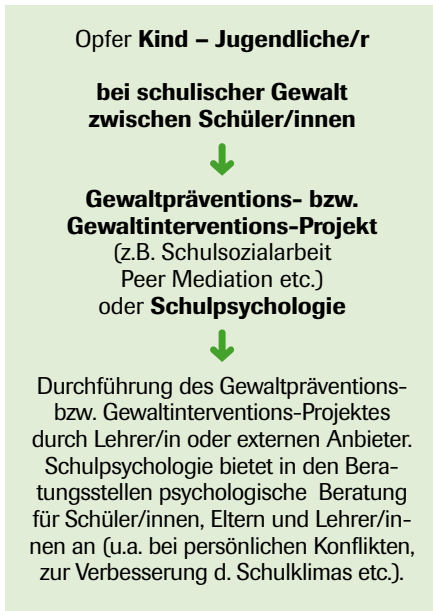 Opfer Kind – Jugendliche/r
bei schulischer Gewalt
zwischen Schüler/innen
Gewaltpräventions- bzw.
Gewaltinterventions-Projekt
(z.B. Schulsozialarbeit
Peer Mediation etc.)
oder Schulpsychologie
Durchführung des Gewaltpräventions-
bzw. Gewaltinterventions-Projektes
durch Lehrer/in oder externen Anbieter.
Schulpsychologie bietet in den Bera-
tungsstellen psychologische Beratung
für Schüler/innen, Eltern und Lehrer/in-
nen an (u.a. bei persönlichen Konflikten,
zur Verbesserung d. Schulklimas etc.).